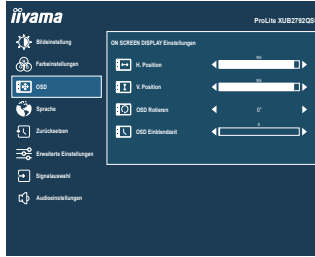 iiyama
ProLite XUB2792QS
Bildeinstellung
Farbeinstellungen
OSD
Sprache
Zurücksetzen
Erweiterte Einstellungen
Signalauswahl
Audioeinstellungen
ON SCREEN DISPLAY Einstellungen
H. Position
V. Position
OSD Rotieren 0°
OSD Einblendzeit